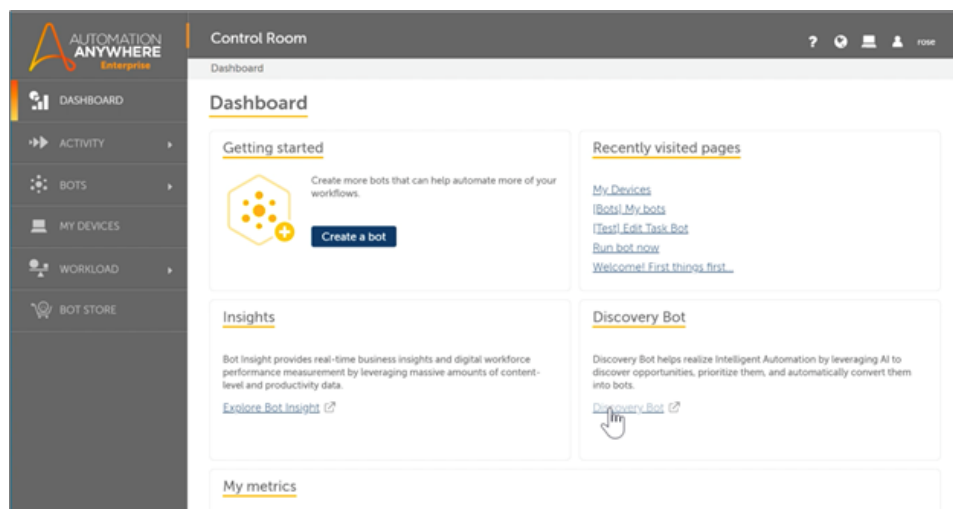 AUTOMATION
ANYWHERE
Enterprise
Control Room
rose
Dashboard
DASHBOARD
ACTIVITY
BOTS
MY DEVICES
WORKLOAD
BOT STORE
Dashboard
Getting started
Create more bots that can help automate more of your
workflows.
Create a bot
Recently visited pages
My Devices
[Bots] My bots
[Test] Edit Task Bot
Run bot now
Welcome! First things first...
Insights
Bot Insight provides real-time business insights and digital workforce
performance measurement by leveraging massive amounts of content-
level and productivity data.
Explore Bot Insight
Discovery Bot
Discovery Bot helps realize Intelligent Automation by leveraging AI to
discover opportunities, prioritize them, and automatically convert them
into bots.
Discovery Bot
My metrics